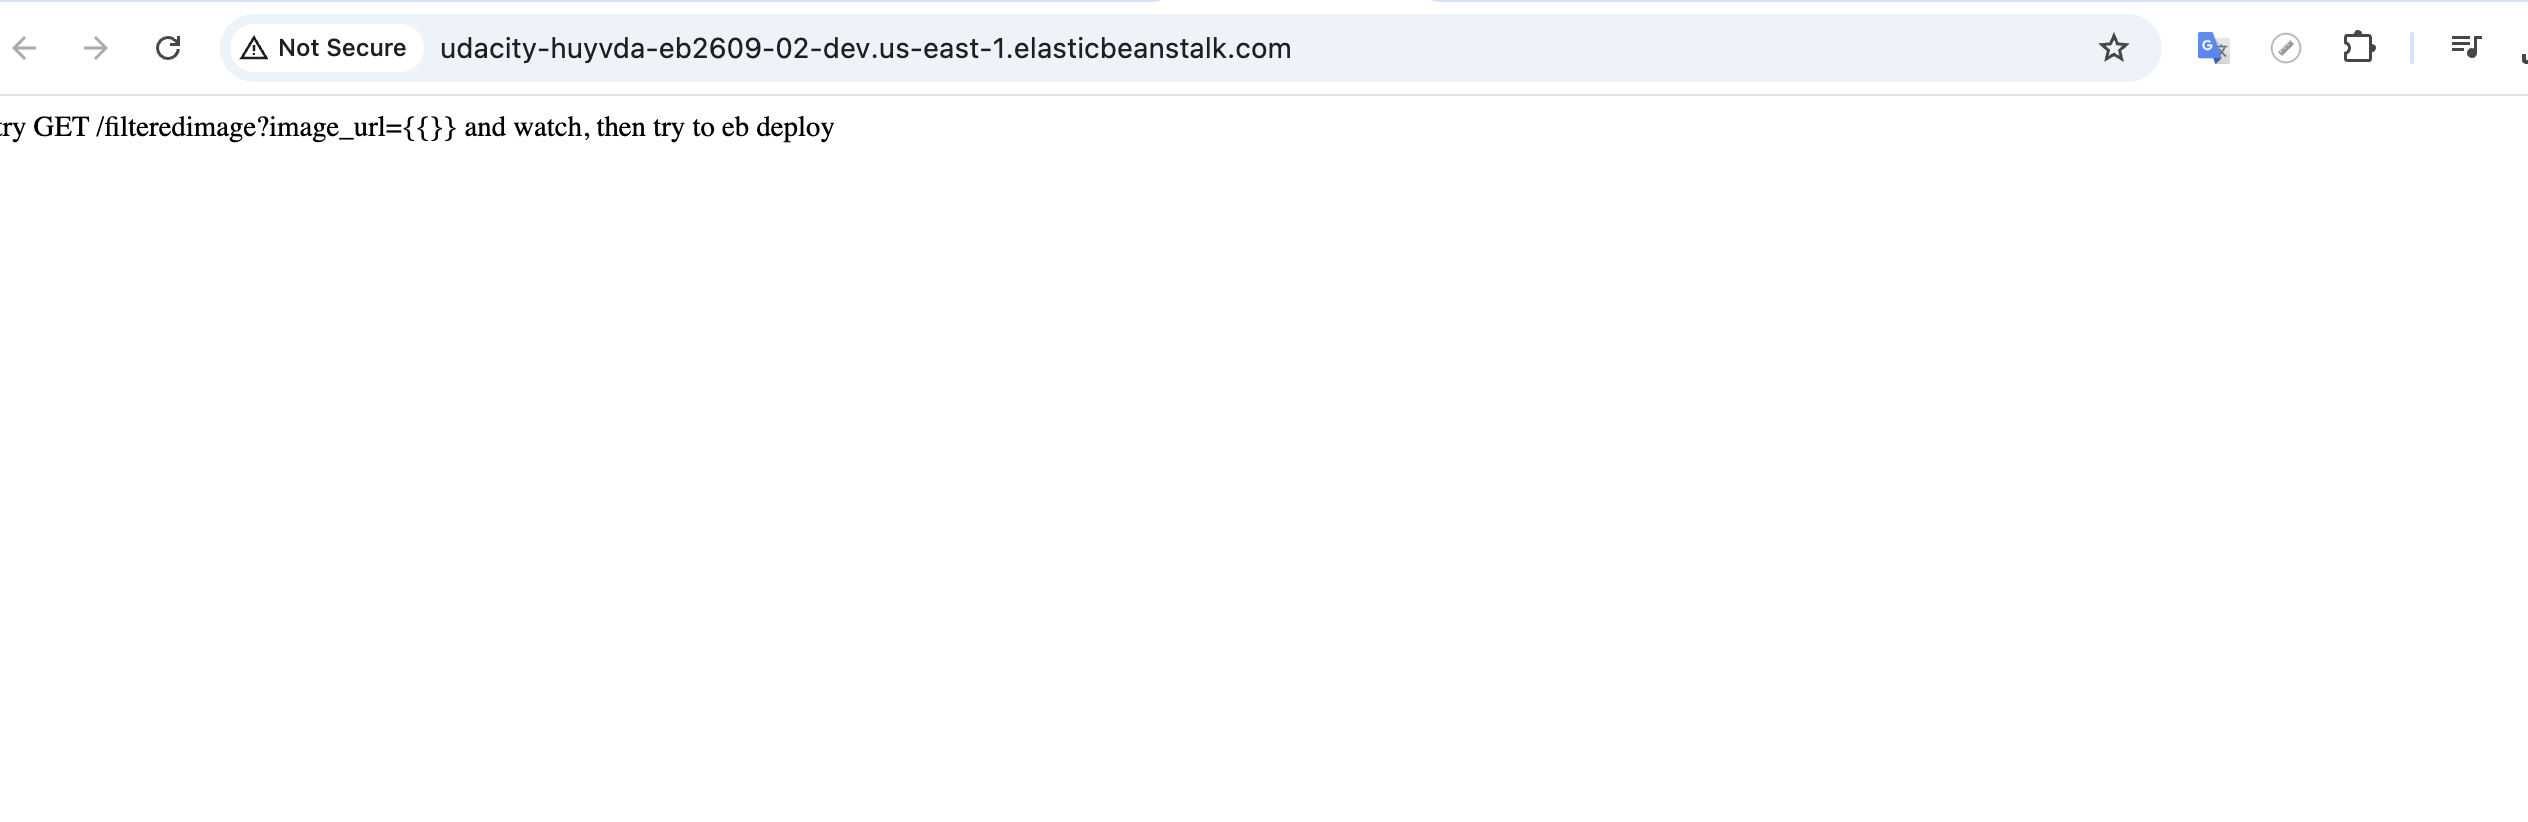 Not Secure
udacity-huyvda-eb2609-02-dev.us-east-1.elasticbeanstalk.com
try GET /filteredimage?image_url={{}} and watch, then try to eb deploy